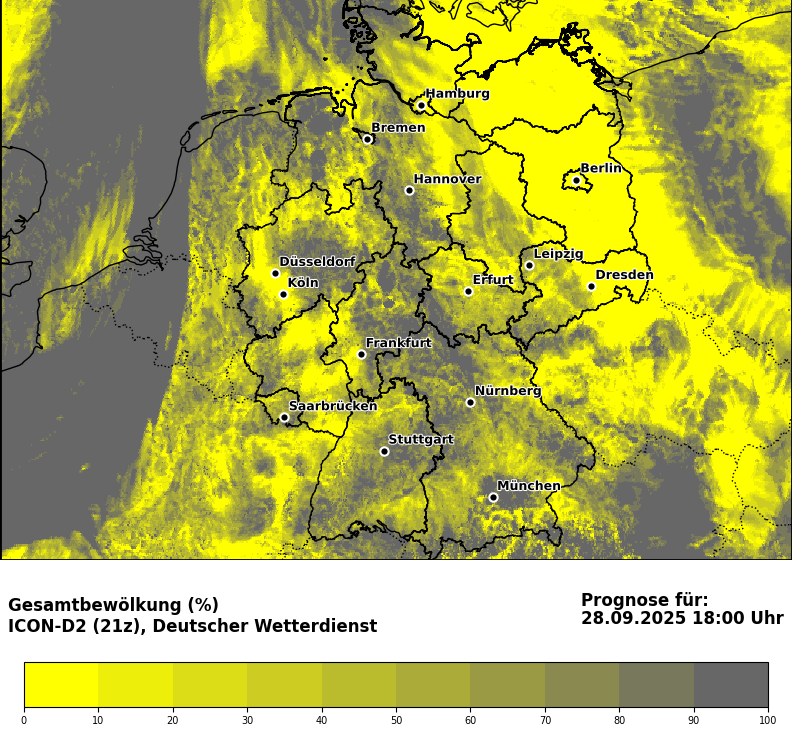 Hamburg
Bremen
Berlin
Hannover
Leipzig
Düsseldorf
Dresden
Erfurt
Köln
Frankfurt
Nürnberg
Saarbrücken
Stuttgart
München
Gesamtbewölkung (%)
ICON-D2 (21z), Deutscher Wetterdienst
Prognose für:
28.09.2025 18:00 Uhr
0 10 20 30 40 50 60 70 80 90 100